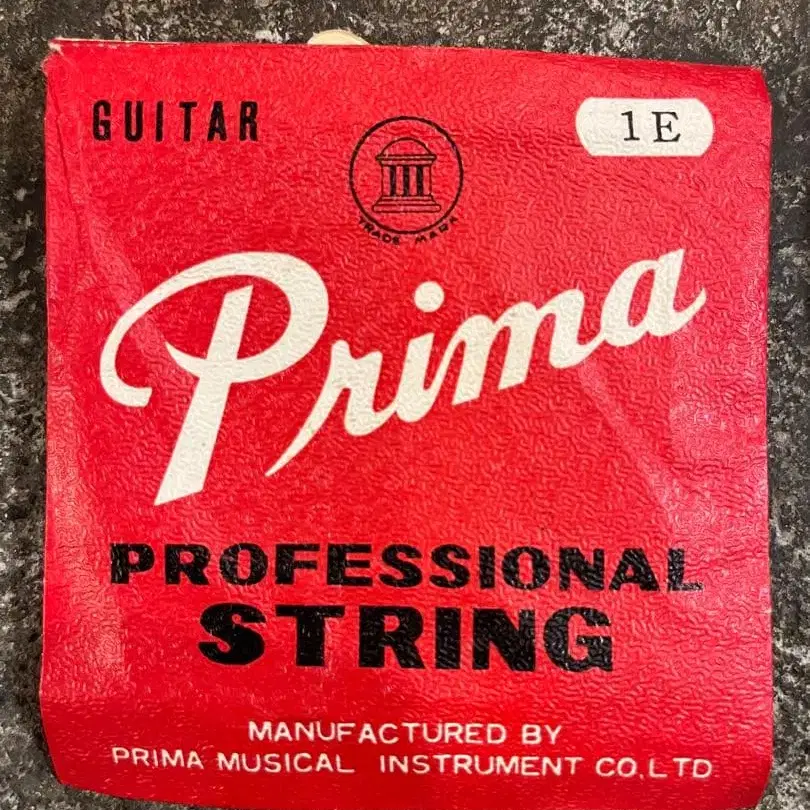 GUITAR
1E
TRADE MARK
Prima
PROFESSIONAL
STRING
MANUFACTURED BY
PRIMA MUSICAL INSTRUMENT CO.LTD